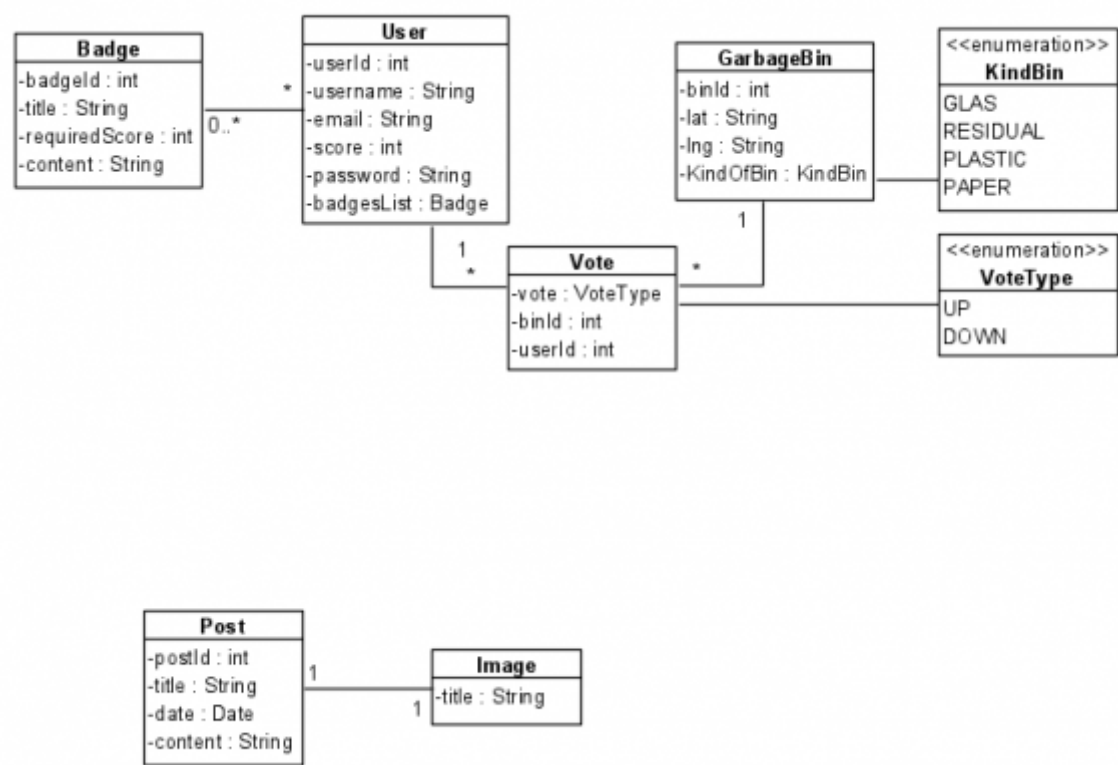 Badge
-badgeId : int
-title : String
-requiredScore : int
-content : String
0..*
*
User
-userId : int
-username : String
-email : String
-score : int
-password : String
-badgesList : Badge
1
*
Vote
-vote : VoteType
-binId : int
-userId : int
*
1
GarbageBin
-binId : int
-lat : String
-lng : String
-KindOfBin : KindBin
<<enumeration>>
KindBin
GLAS
RESIDUAL
PLASTIC
PAPER
<<enumeration>>
VoteType
UP
DOWN
Post
-postId : int
-title : String
-date : Date
-content : String
1
1
Image
-title : String